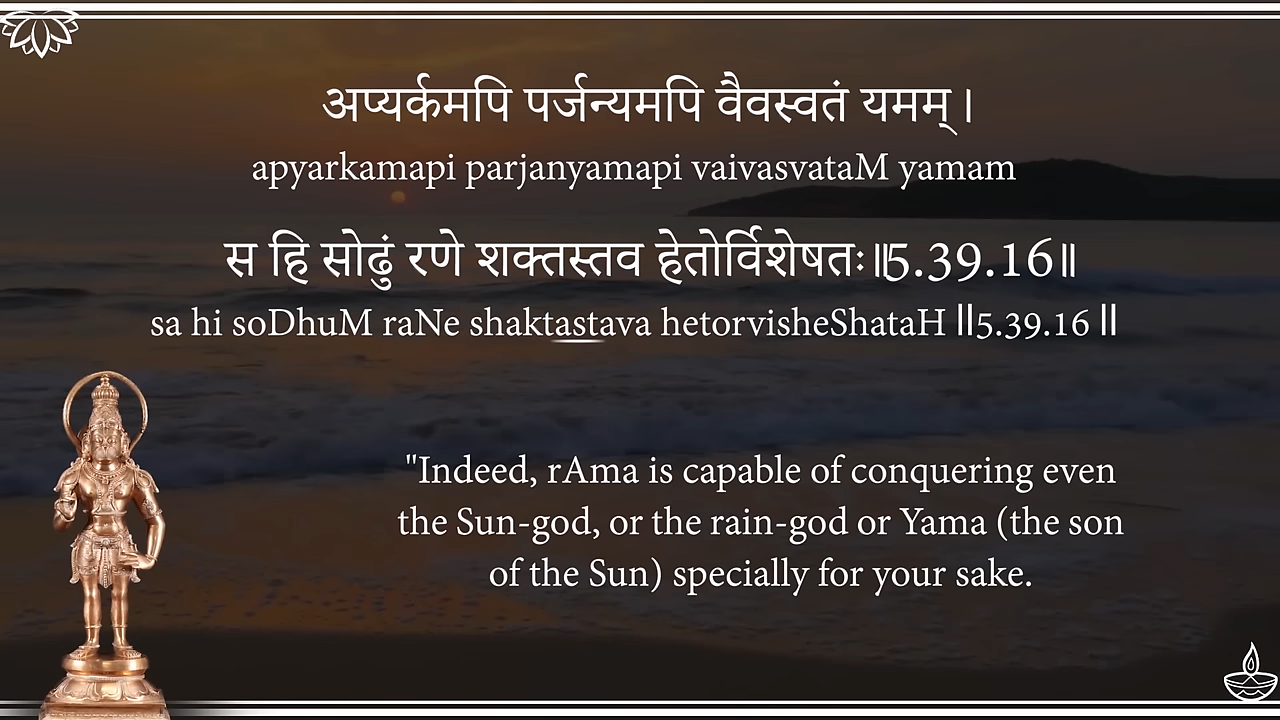 अप्यर्कमपि पर्जन्यमपि वैवस्वतं यमम्।
apyarkamapi parjanyamapi vaivasvataM yamam
स हि सोढुं रणे शक्तस्तव हेतोर्विशेषतः॥5.39.16॥
sa hi soDhuM raNe shaktastava hetorvisheShataH ॥5.39.16 ॥
"Indeed, rAma is capable of conquering even
the Sun-god, or the rain-god or Yama (the son
of the Sun) specially for your sake.